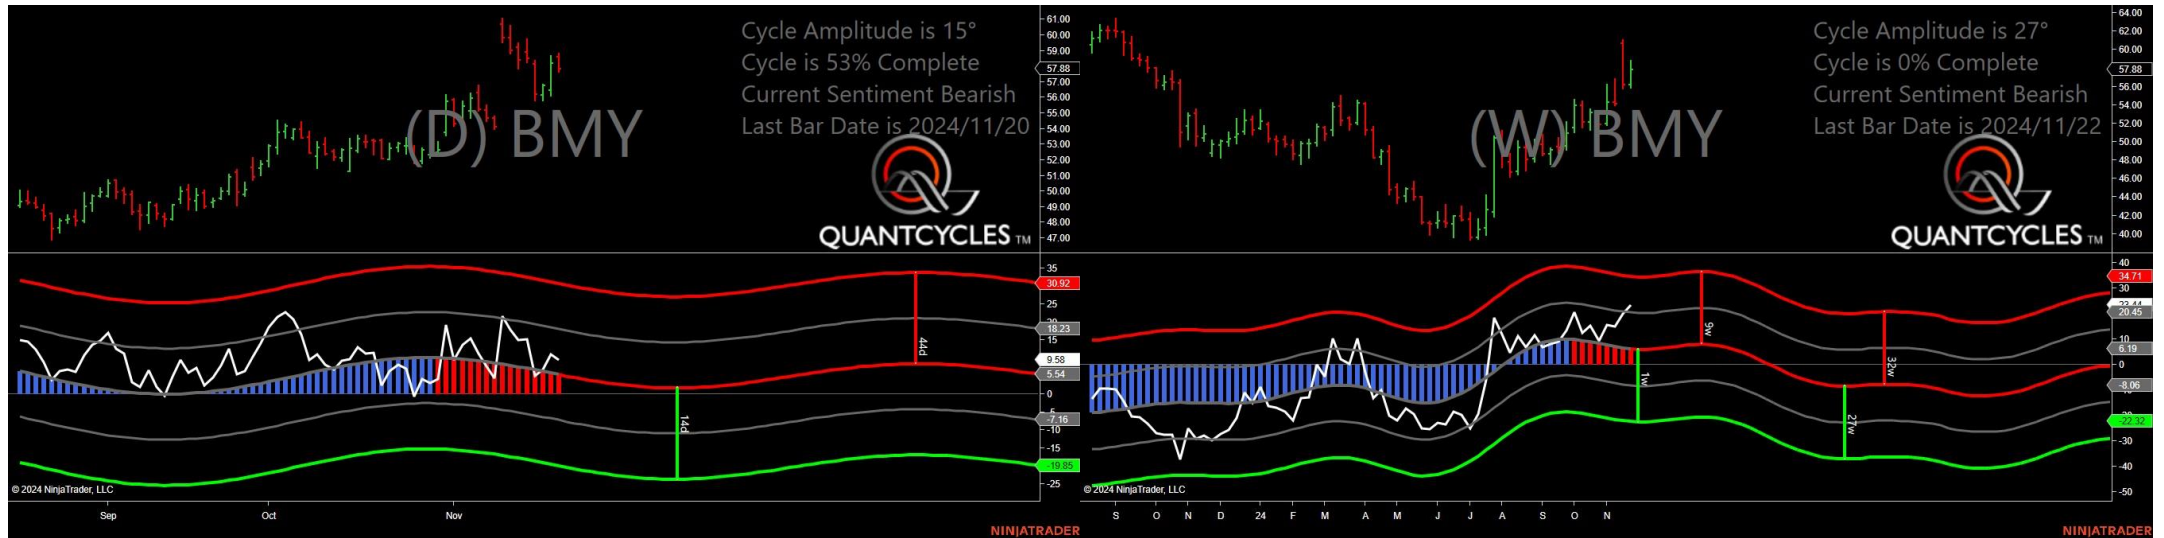 Cycle Amplitude is 15°
Cycle is 53% Complete
Current Sentiment Bearish
Last Bar Date is 2024/11/20
(D) BMY
QUANTCYCLES TM
61.00
60.00
59.00
57.88
57.00
56.00
55.00
54.00
53.00
52.00
51.00
50.00
49.00
48.00
47.00
35
30.92
25
18.23
15
9.58
5.54
0
-7.16
-10
-15
-19.85
-25
44d
14d
© 2024 NinjaTrader, LLC
Sep Oct Nov
NINJATRADER
Cycle Amplitude is 27°
Cycle is 0% Complete
Current Sentiment Bearish
Last Bar Date is 2024/11/22
(W) BMY
QUANTCYCLES TM
64.00
62.00
60.00
57.88
56.00
54.00
52.00
50.00
48.00
46.00
44.00
42.00
40.00
40
34.71
30
23.44
20.45
10
6.19
0
-8.06
-22.32
-30
-40
-50
9w
1w
32w
27w
© 2024 NinjaTrader, LLC
S O N D 24 F M A M J J A S O N
NINJATRADER